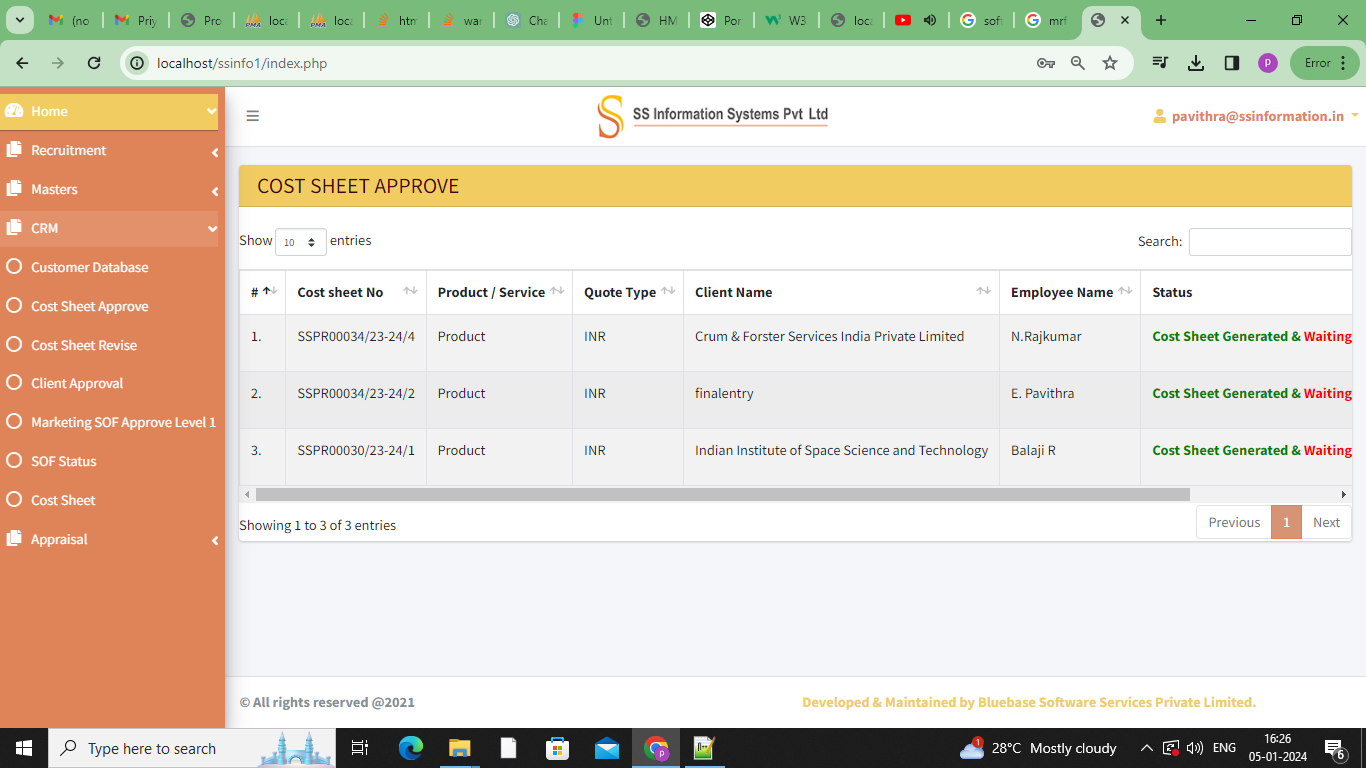 (no
Priy
Pro
loca
loca
htm
war
Cha
Unt
HM
Por
W3
loca
sof
mrf
localhost/ssinfo1/index.php
P
Error
Home
SS Information Systems Pvt Ltd
pavithra@ssinformation.in
Recruitment
Masters
CRM
Customer Database
Cost Sheet Approve
Cost Sheet Revise
Client Approval
Marketing SOF Approve Level 1
SOF Status
Cost Sheet
Appraisal
COST SHEET APPROVE
Show 10 entries
Search:
# Cost sheet No Product / Service Quote Type Client Name Employee Name Status
1. SSPR00034/23-24/4 Product INR Crum & Forster Services India Private Limited N.Rajkumar Cost Sheet Generated & Waiting
2. SSPR00034/23-24/2 Product INR finalentry E. Pavithra Cost Sheet Generated & Waiting
3. SSPR00030/23-24/1 Product INR Indian Institute of Space Science and Technology Balaji R Cost Sheet Generated & Waiting
Showing 1 to 3 of 3 entries
Previous 1 Next
© All rights reserved @2021
Developed & Maintained by Bluebase Software Services Private Limited.
Type here to search
1
28°C Mostly cloudy
ENG
16:26
05-01-2024
6